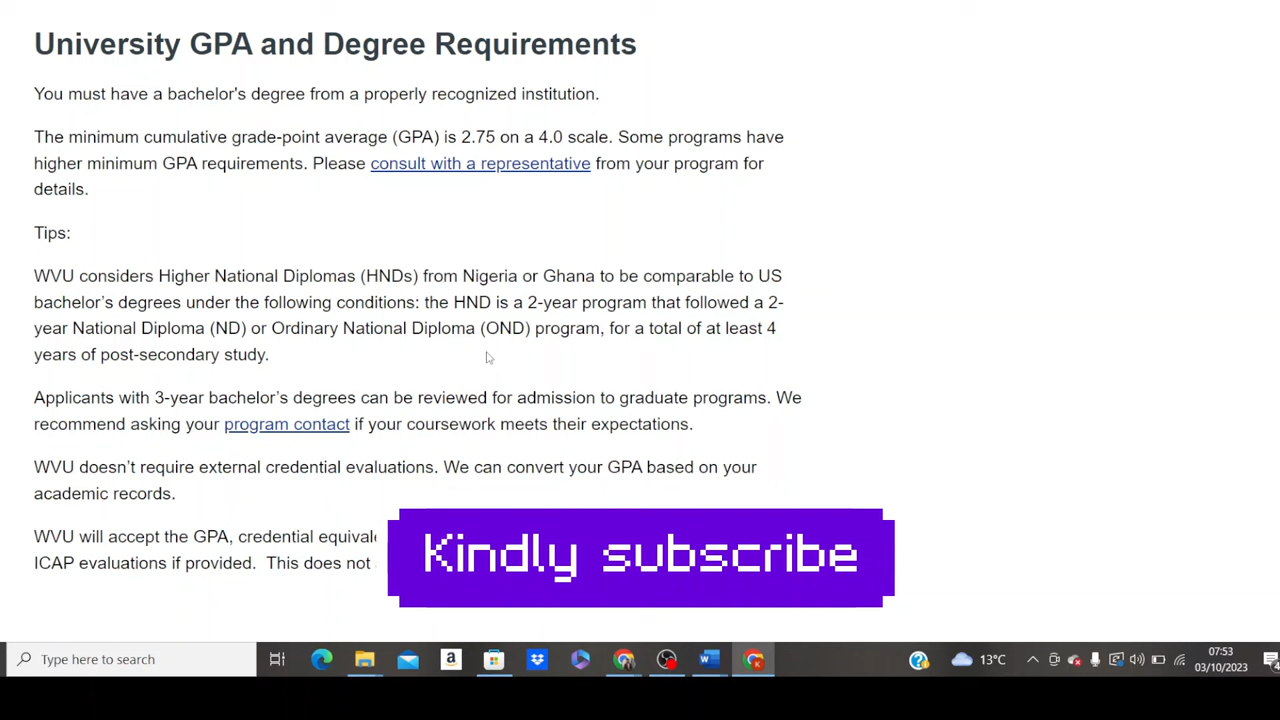 University GPA and Degree Requirements
You must have a bachelor's degree from a properly recognized institution.
The minimum cumulative grade-point average (GPA) is 2.75 on a 4.0 scale. Some programs have
higher minimum GPA requirements. Please consult with a representative from your program for
details.
Tips:
WVU considers Higher National Diplomas (HNDs) from Nigeria or Ghana to be comparable to US
bachelor’s degrees under the following conditions: the HND is a 2-year program that followed a 2-
year National Diploma (ND) or Ordinary National Diploma (OND) program, for a total of at least 4
years of post-secondary study.
Applicants with 3-year bachelor’s degrees can be reviewed for admission to graduate programs. We
recommend asking your program contact if your coursework meets their expectations.
WVU doesn’t require external credential evaluations. We can convert your GPA based on your
academic records.
WVU will accept the GPA, credential
ICAP evaluations if provided. This does not
Kindly subscribe
Type here to search
13°C
07:53
03/10/2023